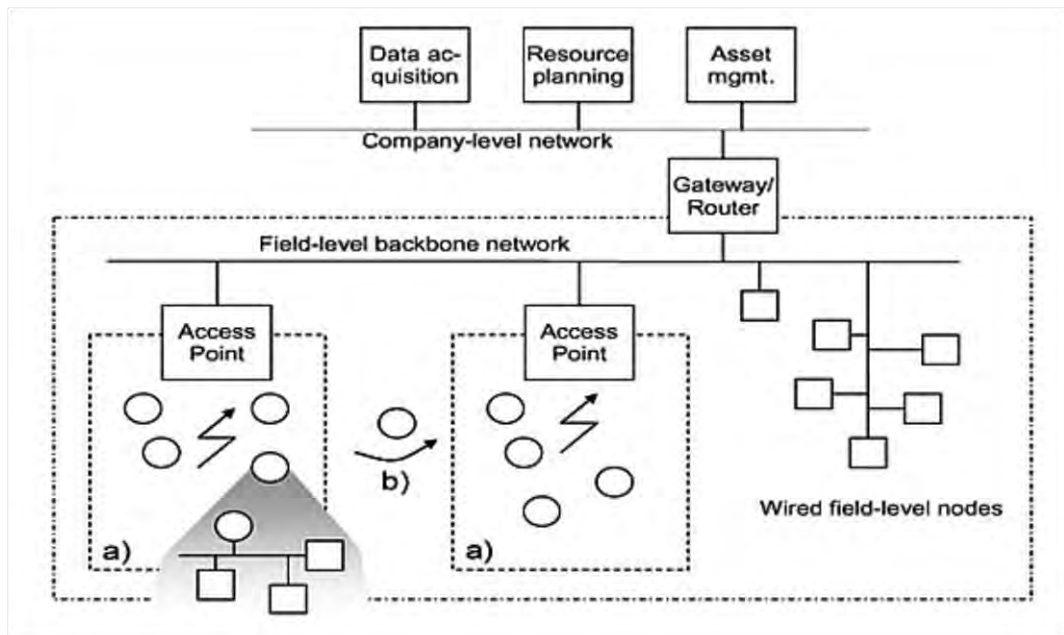 Data ac-
quisition
Resource
planning
Asset
mgmt.
Company-level network
Gateway/
Router
Field-level backbone network
Access
Point
Access
Point
b)
Wired field-level nodes
a)
a)